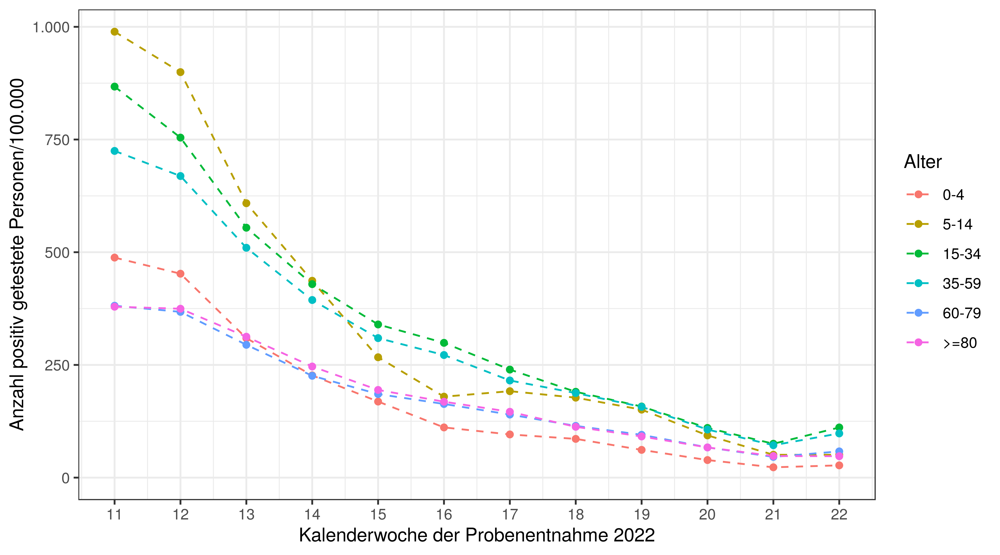 Anzahl positiv getestete Personen/100.000
1.000
750
500
250
0
11 12 13 14 15 16 17 18 19 20 21 22
Kalenderwoche der Probenentnahme 2022
Alter
0-4
5-14
15-34
35-59
60-79
>=80